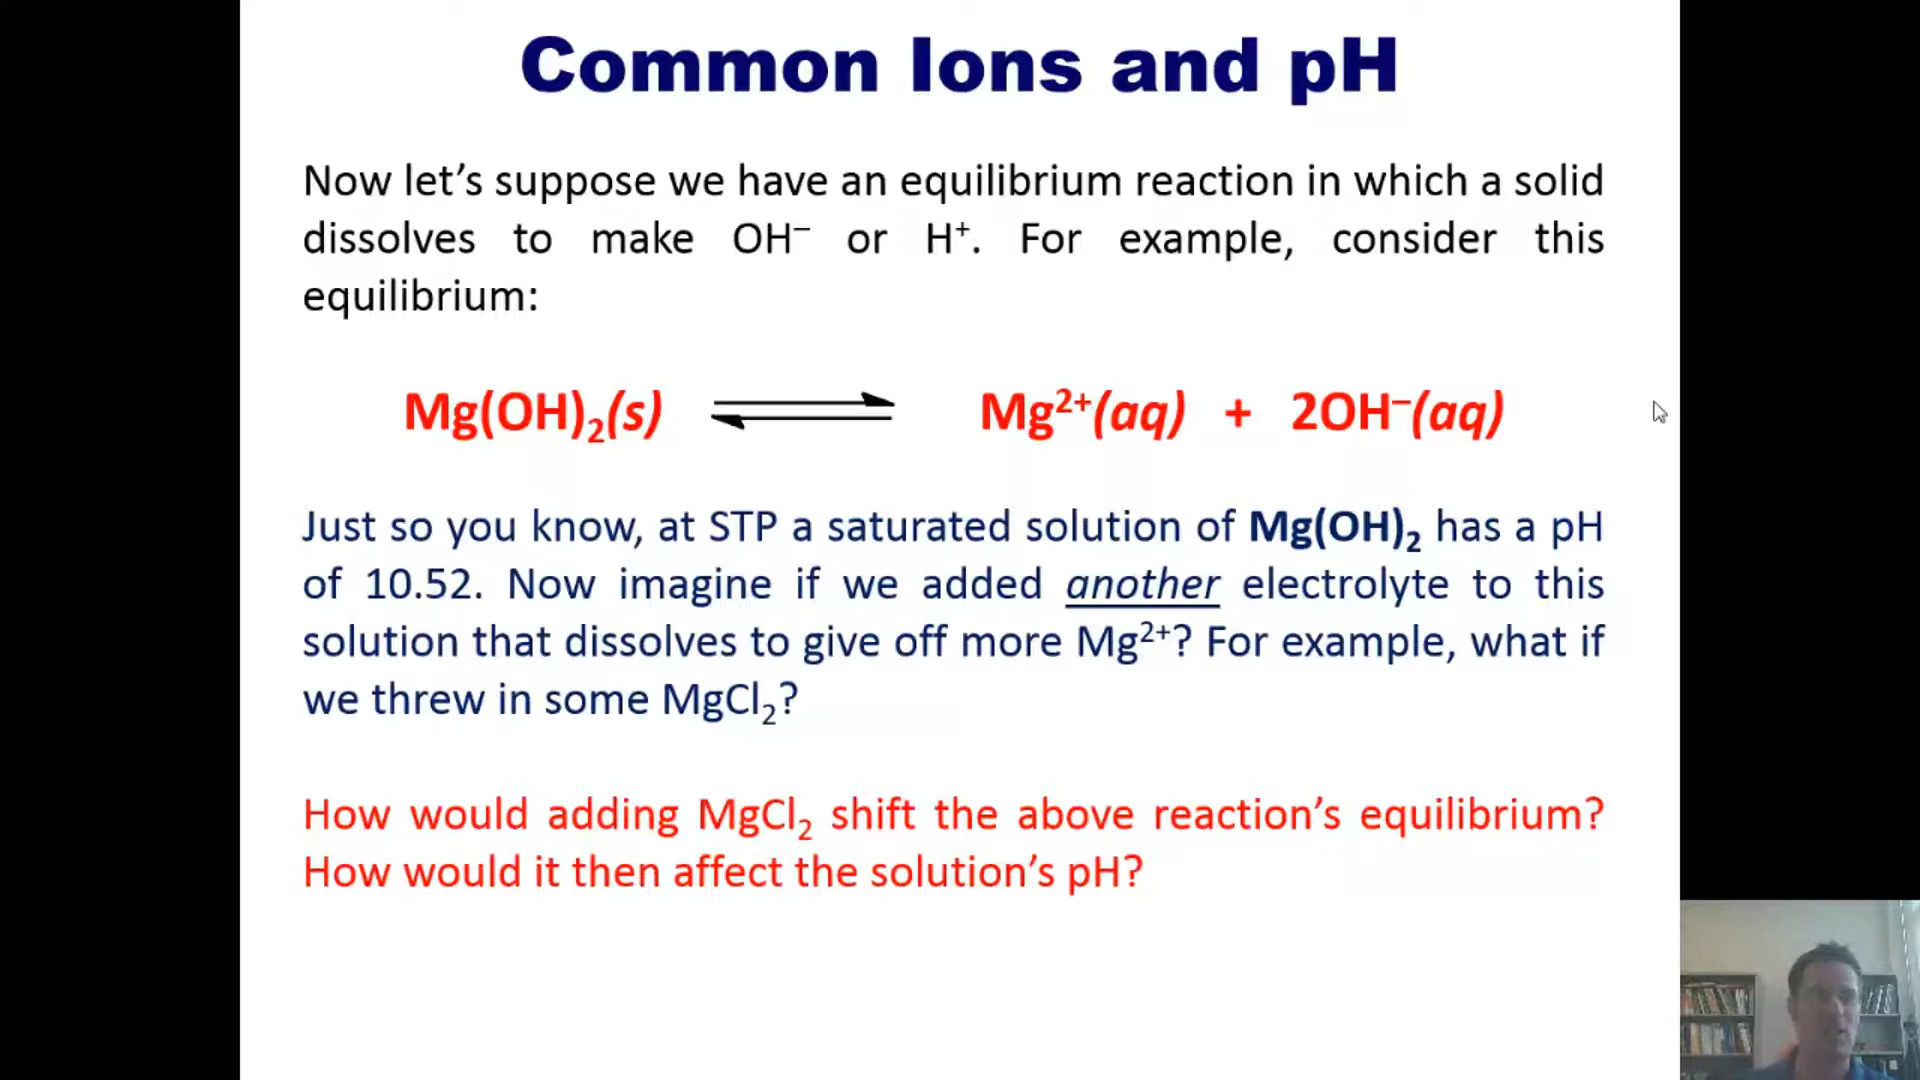 Common Ions and pH
Now let’s suppose we have an equilibrium reaction in which a solid
dissolves to make OH⁻ or H⁺. For example, consider this
equilibrium:
Mg(OH)₂(s) ⇌ Mg²⁺(aq) + 2OH⁻(aq)
Just so you know, at STP a saturated solution of Mg(OH)₂ has a pH
of 10.52. Now imagine if we added another electrolyte to this
solution that dissolves to give off more Mg²⁺? For example, what if
we threw in some MgCl₂?
How would adding MgCl₂ shift the above reaction’s equilibrium?
How would it then affect the solution’s pH?